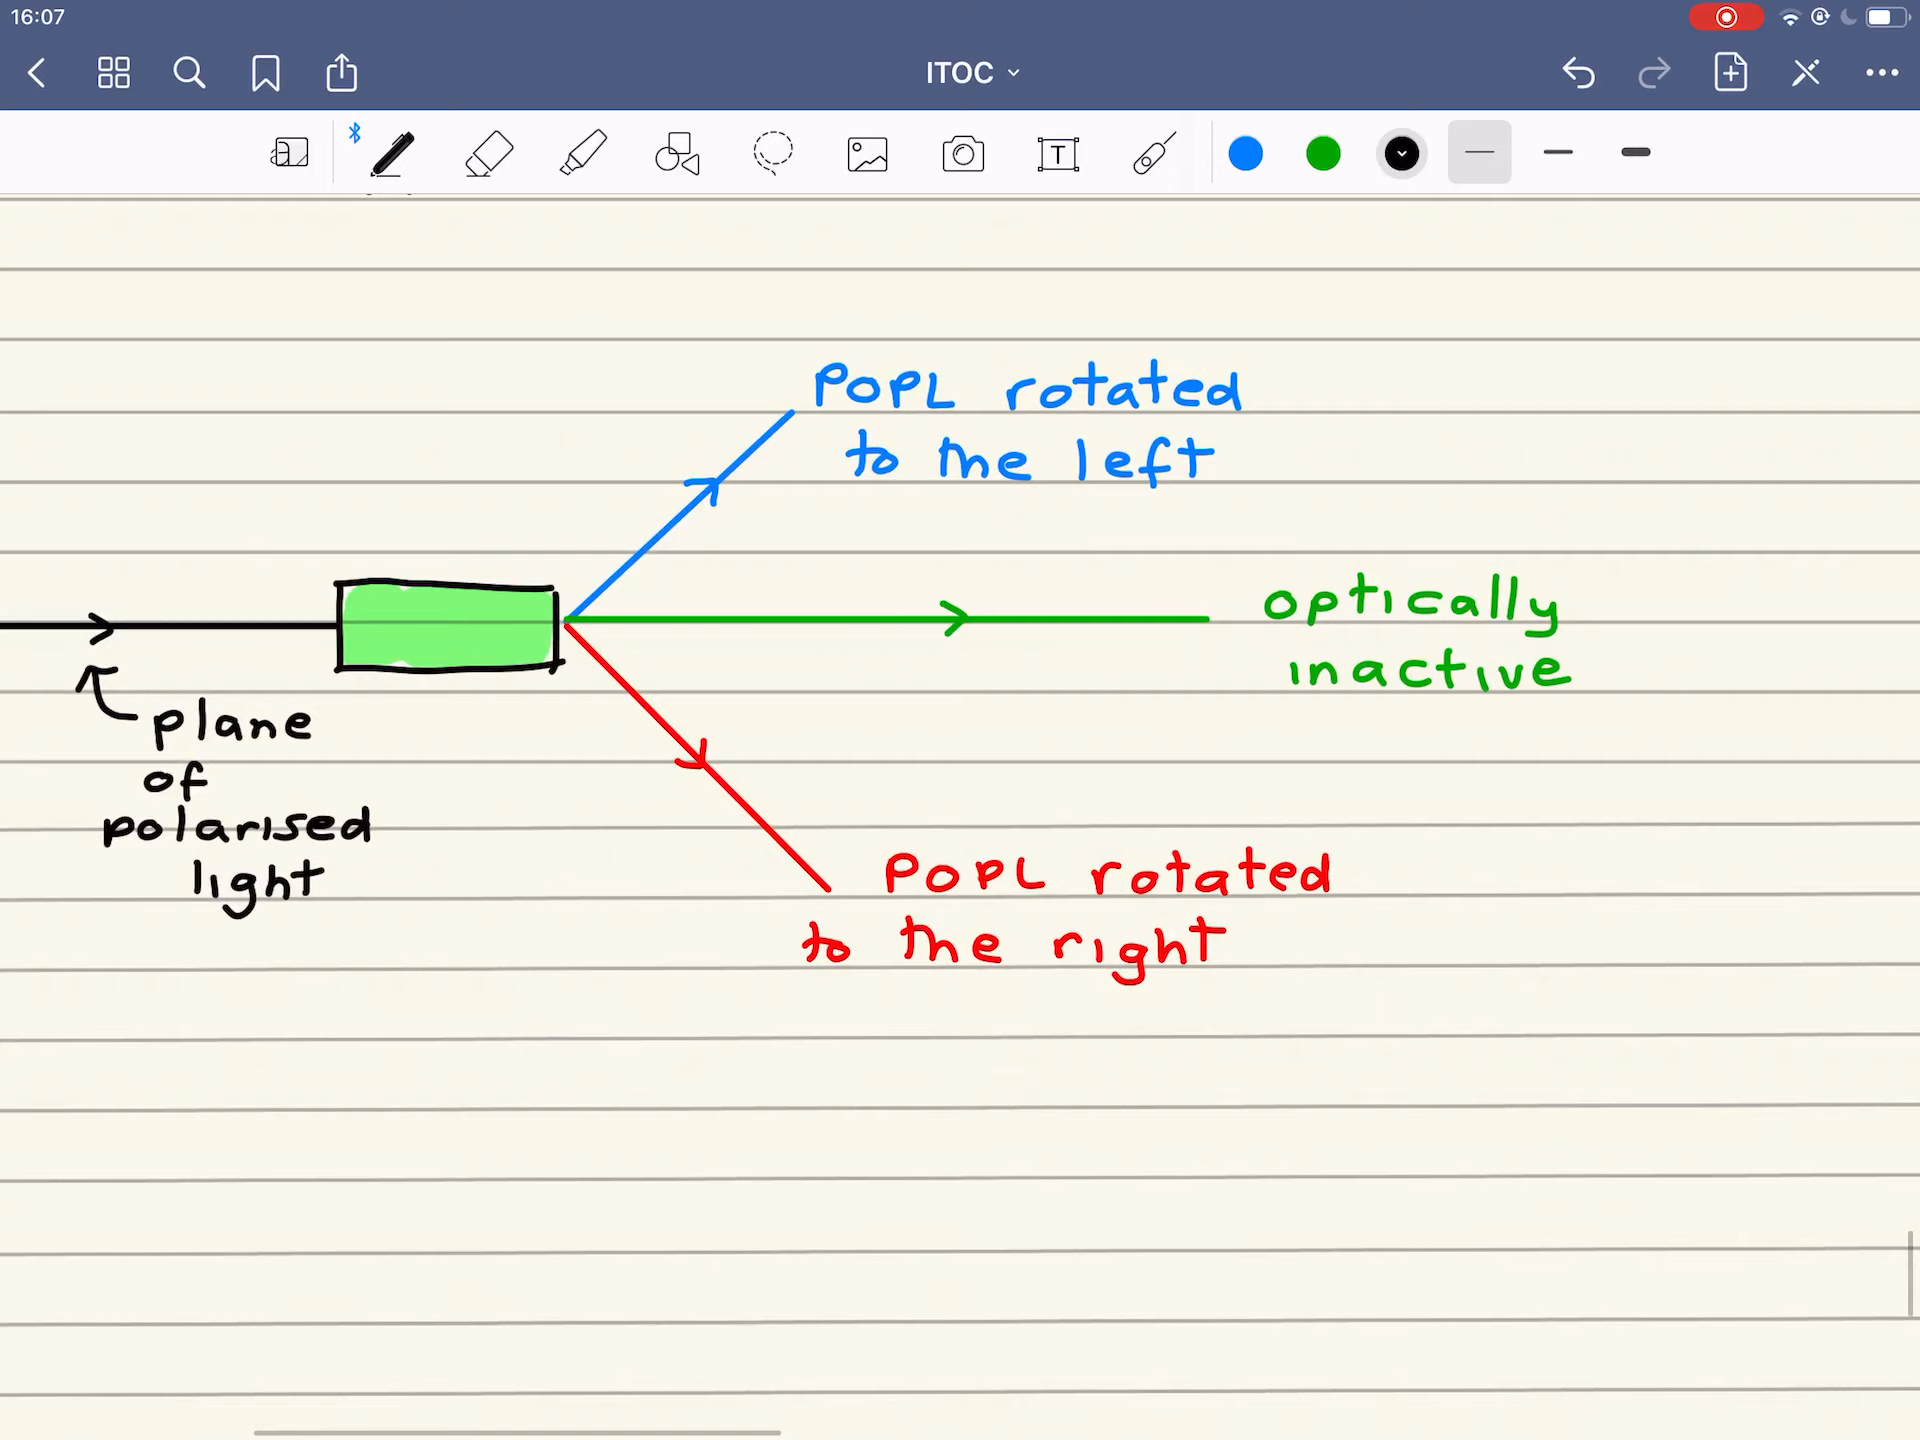 16:07
ITOC
POPL rotated
to the left
optically
inactive
plane
of
polarised
light
POPL rotated
to the right